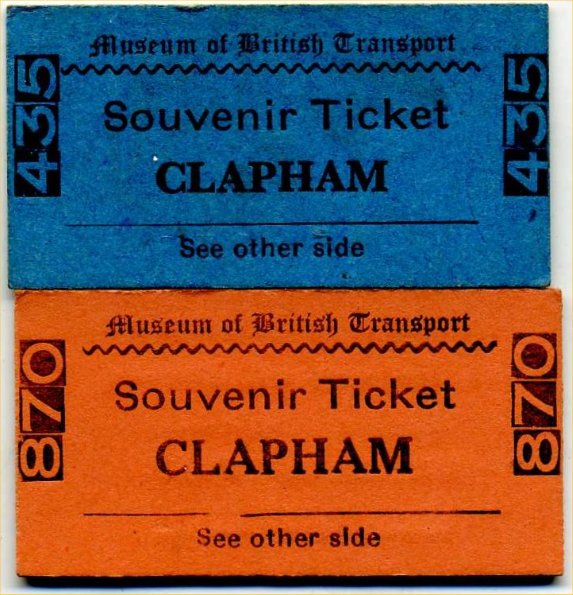 Museum of British Transport
435
Souvenir Ticket
435
CLAPHAM
See other side
Museum of British Transport
870
Souvenir Ticket
870
CLAPHAM
See other side